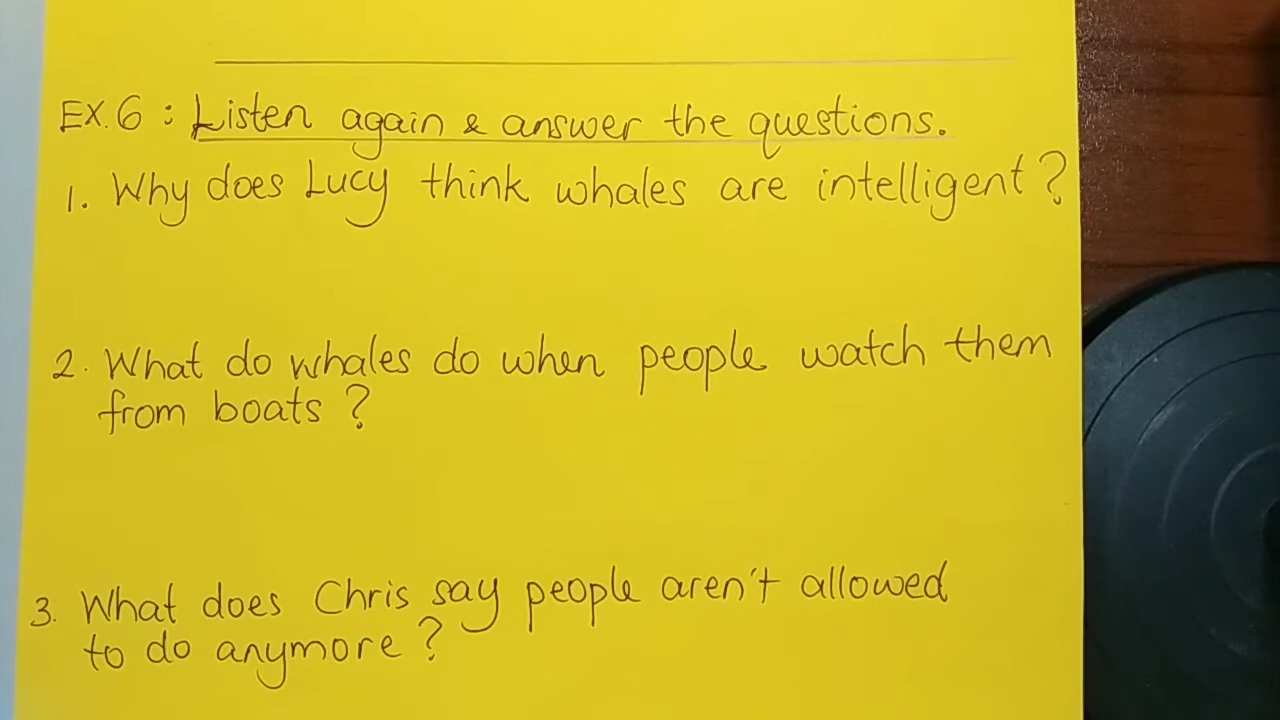 EX.6 : Listen again & answer the questions.
1. Why does Lucy think whales are intelligent?
2. What do whales do when people watch them
from boats?
3. What does Chris say people aren't allowed
to do anymore?